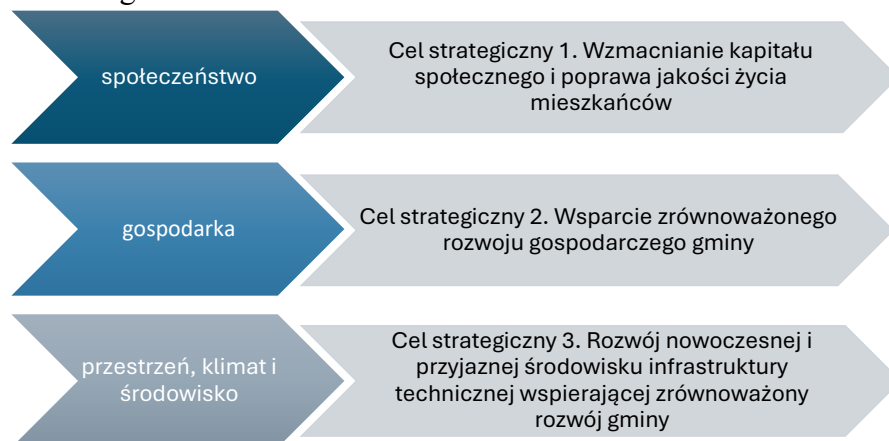 społeczeństwo
Cel strategiczny 1. Wzmacnianie kapitału
społecznego i poprawa jakości życia
mieszkańców
gospodarka
Cel strategiczny 2. Wsparcie zrównoważonego
rozwoju gospodarczego gminy
przestrzeń, klimat i
środowisko
Cel strategiczny 3. Rozwój nowoczesnej i
przyjaznej środowisku infrastruktury
technicznej wspierającej zrównoważony
rozwój gminy